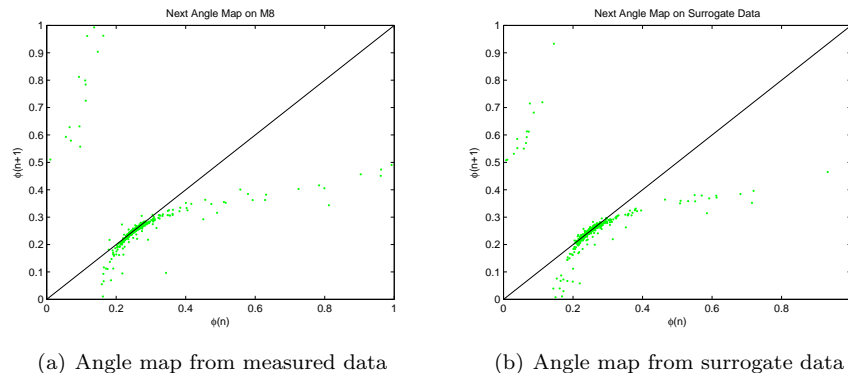 Next Angle Map on M8
1
0.9
0.8
0.7
0.6
0.5
0.4
0.3
0.2
0.1
0
φ(n+1)
0 0.2 0.4 0.6 0.8 1
φ(n)
(a) Angle map from measured data
Next Angle Map on Surrogate Data
1
0.9
0.8
0.7
0.6
0.5
0.4
0.3
0.2
0.1
0
φ(n+1)
0 0.2 0.4 0.6 0.8
φ(n)
(b) Angle map from surrogate data